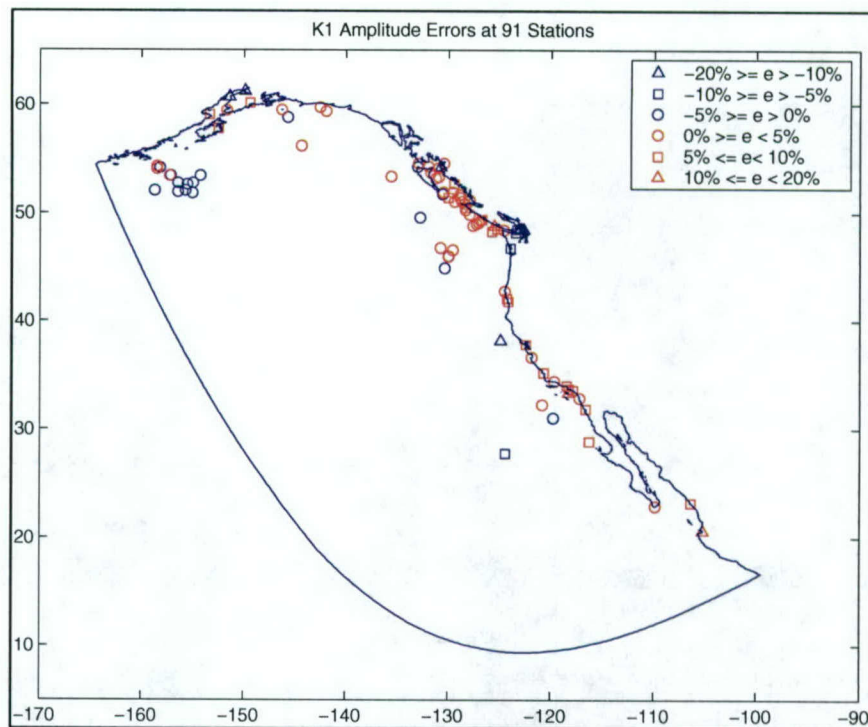 K1 Amplitude Errors at 91 Stations
−20% >= e > −10%
−10% >= e > −5%
−5% >= e > 0%
0% >= e < 5%
5% <= e< 10%
10% <= e < 20%
60
50
40
30
20
10
−170 −160 −150 −140 −130 −120 −110 −100